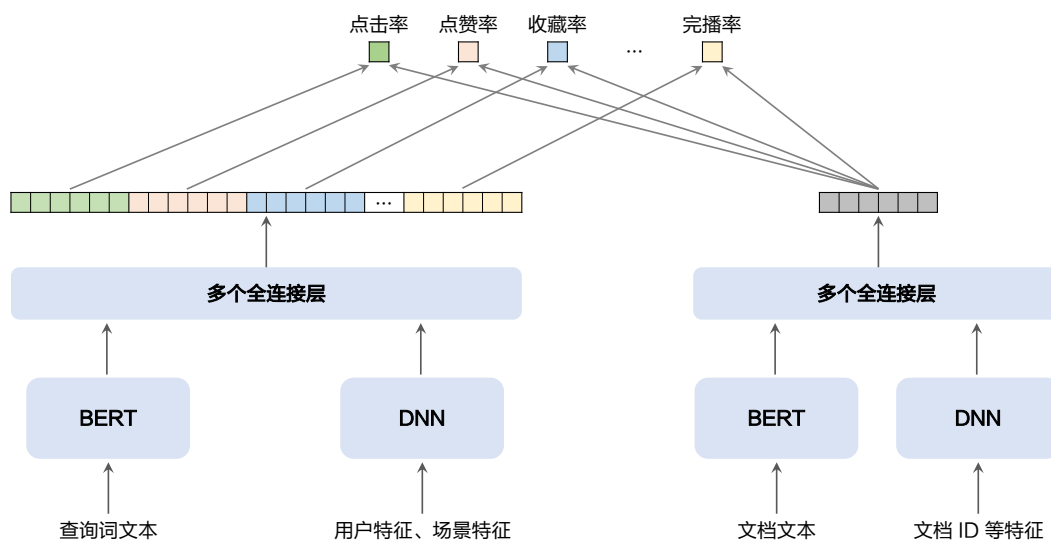 点击率 点赞率 收藏率 ... 完播率
...
多个全连接层 多个全连接层
BERT DNN BERT DNN
查询词文本 用户特征、场景特征 文档文本 文档 ID 等特征